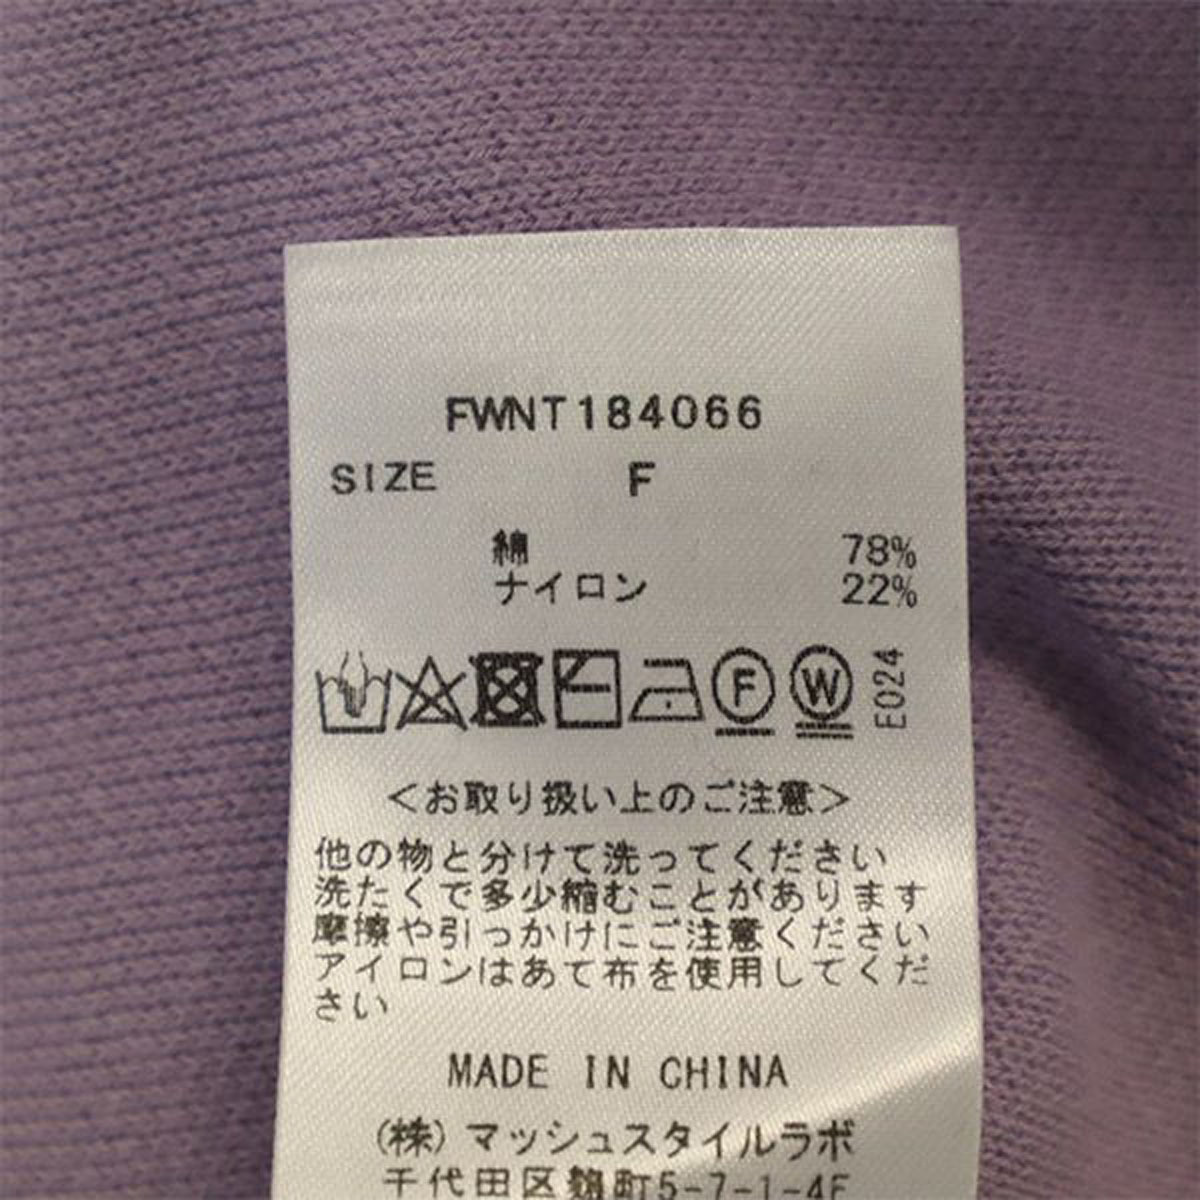 FWNT184066
SIZE F
綿 78%
ナイロン 22%
F W E024
<お取り扱い上のご注意>
他の物と分けて洗ってください
洗たくで多少縮むことがあります
摩擦や引っかけにご注意ください
アイロンはあて布を使用してくだ
さい
MADE IN CHINA
(株)マッシュスタイルラボ
千代田区麹町5-7-1-4F